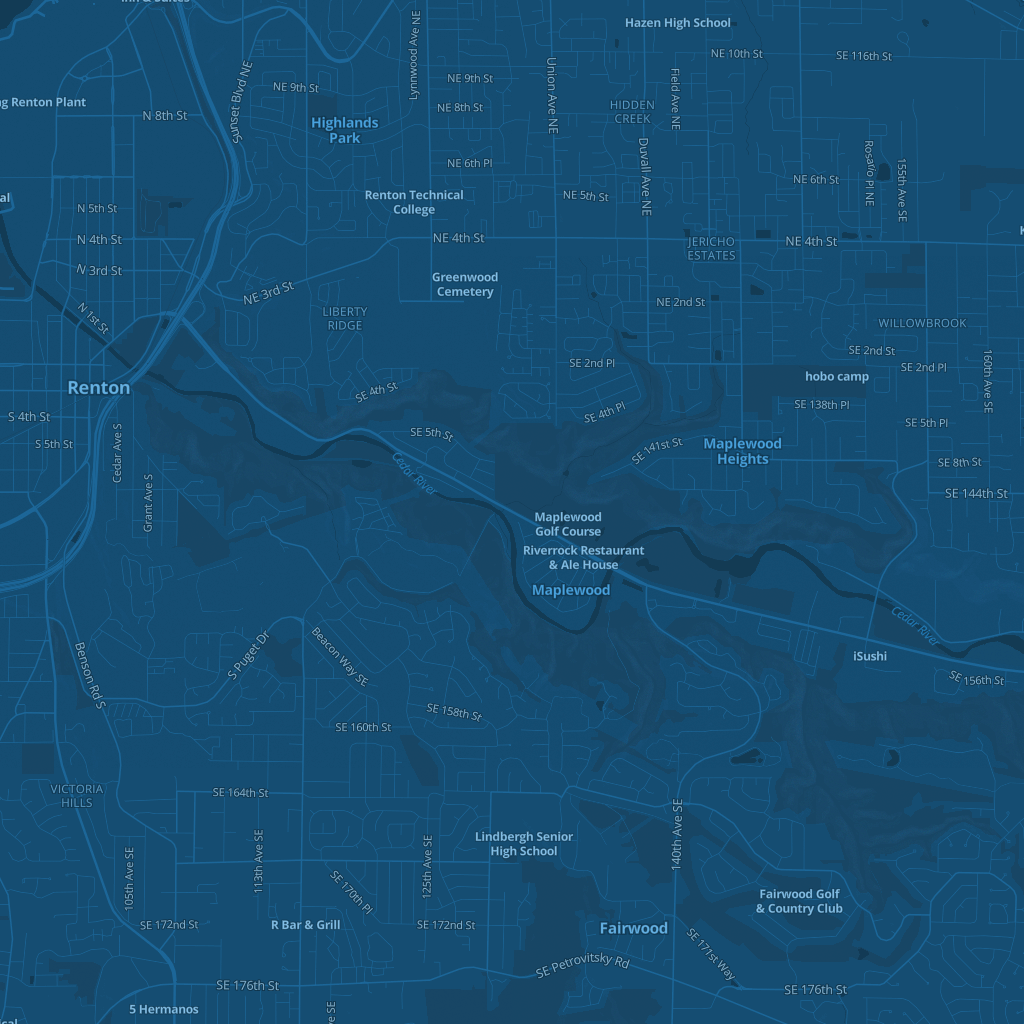 Inn & Suites
Hazen High School
Lynnwood Ave NE
NE 10th St
SE 116th St
Union Ave NE
NE 9th St
NE 9th St
Field Ave NE
Sunset Blvd NE
g Renton Plant
N 8th St
NE 8th St
HIDDEN
CREEK
Highlands
Park
Duvall Ave NE
Rosario Pl NE
155th Ave SE
NE 6th Pl
NE 6th St
al
Renton Technical
College
NE 5th St
N 5th St
N 4th St
NE 4th St
JERICHO
ESTATES
NE 4th St
K
N 3rd St
NE 3rd St
Greenwood
Cemetery
NE 2nd St
N 1st St
LIBERTY
RIDGE
WILLOWBROOK
SE 2nd St
SE 2nd Pl
SE 2nd Pl
160th Ave SE
hobo camp
Renton
SE 4th St
SE 138th Pl
S 4th St
SE 4th Pl
SE 5th Pl
S 5th St
Cedar Ave S
SE 5th St
SE 141st St
Maplewood
Heights
SE 8th St
Cedar River
SE 144th St
Grant Ave S
Maplewood
Golf Course
Riverrock Restaurant
& Ale House
Maplewood
Cedar River
S Puget Dr
Beacon Way SE
iSushi
Benson Rd S
SE 156th St
SE 158th St
SE 160th St
VICTORIA
HILLS
SE 164th St
140th Ave SE
Lindbergh Senior
High School
105th Ave SE
113th Ave SE
125th Ave SE
SE 170th Pl
Fairwood Golf
& Country Club
SE 172nd St
R Bar & Grill
SE 172nd St
Fairwood
SE 171st Way
SE Petrovitsky Rd
SE 176th St
SE 176th St
5 Hermanos
ve SE
cal